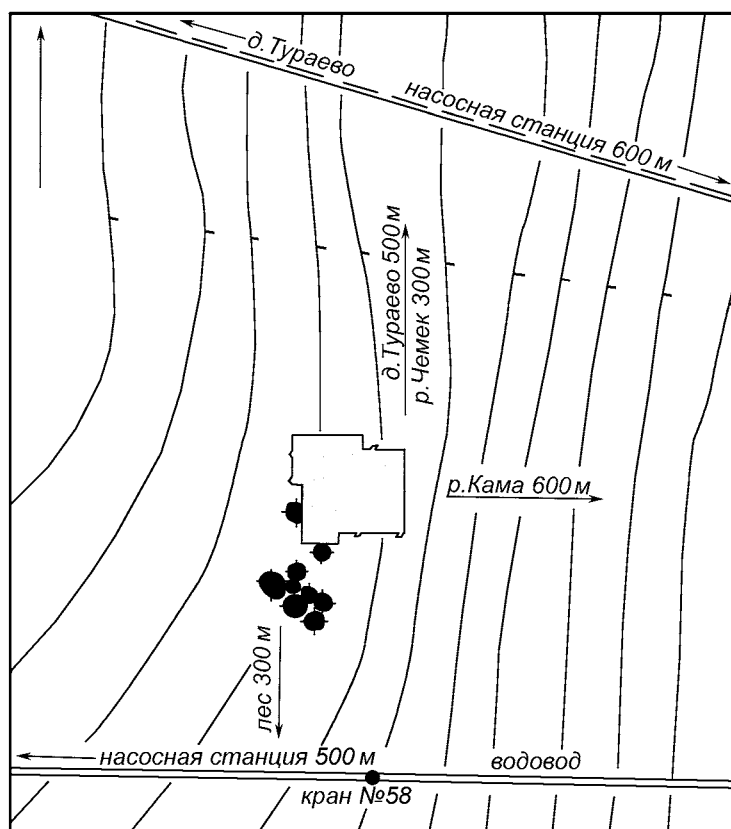 д.Тураево
насосная станция 600 м
д.Тураево 500 м
р.Чемек 300 м
р.Кама 600 м
лес 300 м
насосная станция 500 м
водовод
кран №58